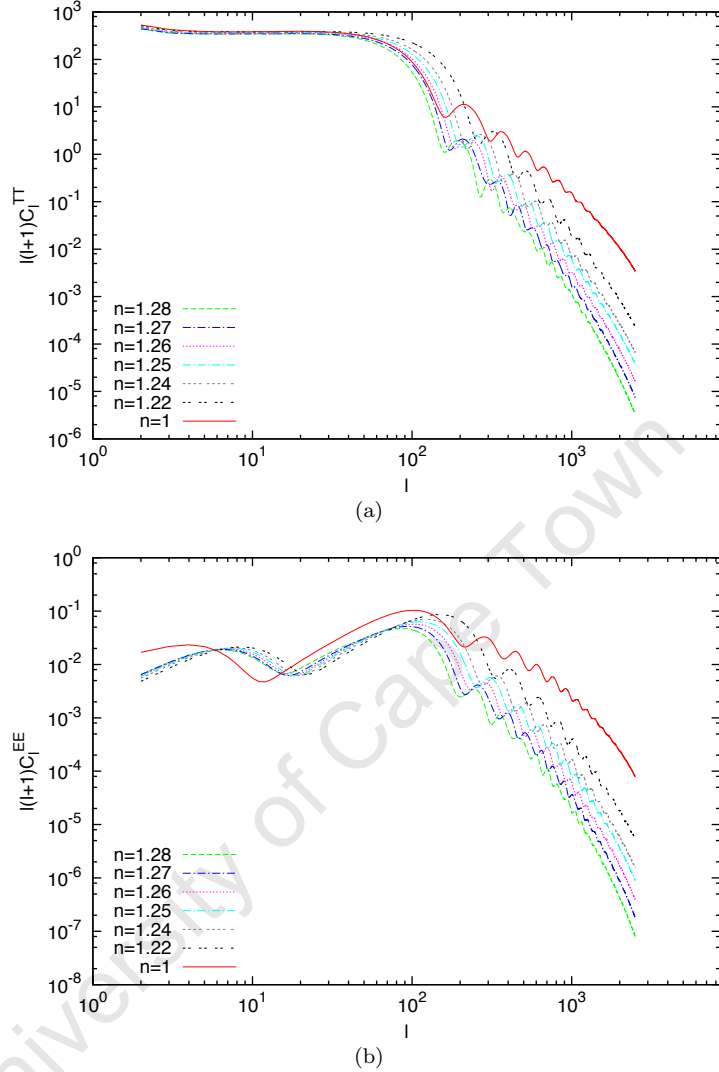 10^3
10^2
10^1
10^0
10^-1
10^-2
10^-3
10^-4
10^-5
10^-6
l(l+1)C_l^TT
n=1.28
n=1.27
n=1.26
n=1.25
n=1.24
n=1.22
n=1
10^0 10^1 10^2 10^3
l
(a)
10^0
10^-1
10^-2
10^-3
10^-4
10^-5
10^-6
10^-7
10^-8
l(l+1)C_l^EE
n=1.28
n=1.27
n=1.26
n=1.25
n=1.24
n=1.22
n=1
10^0 10^1 10^2 10^3
l
(b)
niversity of Cape Town